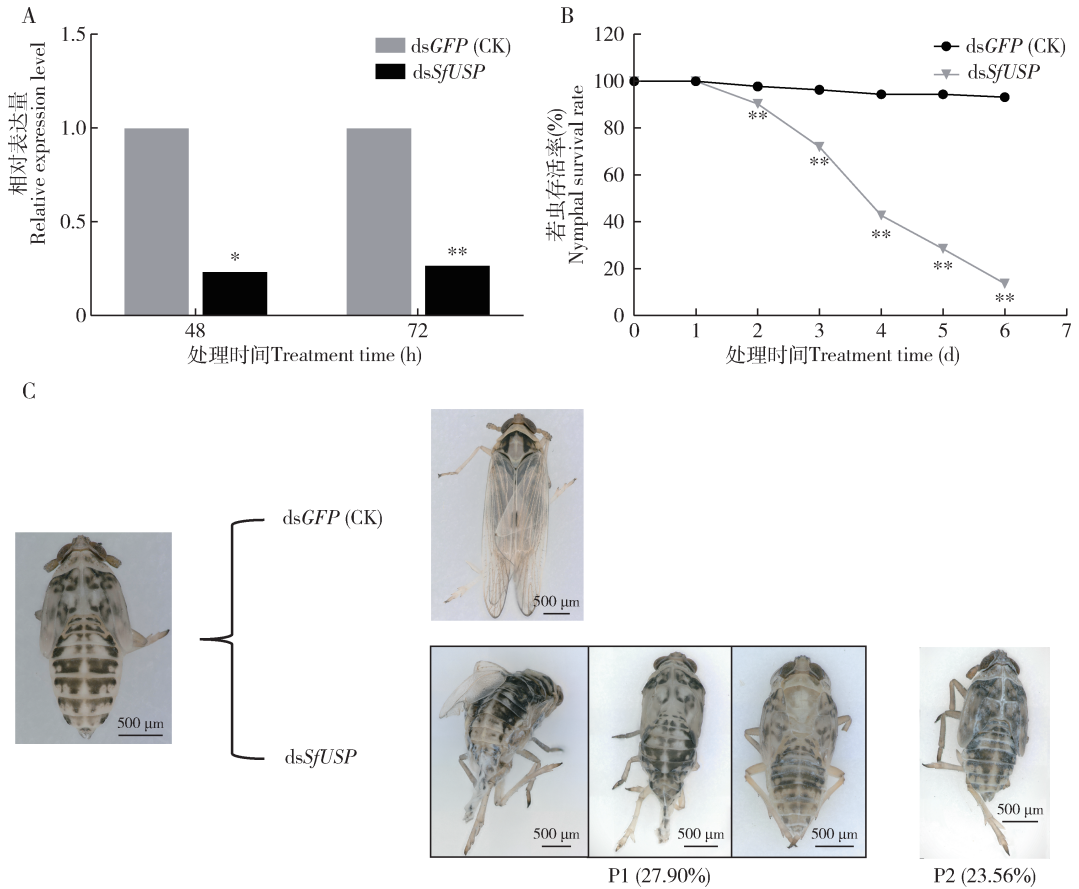 A
相对表达量
Relative expression level
1.5
1.0
0.5
0
dsGFP (CK)
dsSfUSP
*
**
48
72
处理时间Treatment time (h)
B
若虫存活率(%)
Nymphal survival rate
120
100
80
60
40
20
0
dsGFP (CK)
dsSfUSP
**
**
**
**
**
0 1 2 3 4 5 6 7
处理时间Treatment time (d)
C
500 μm
dsGFP (CK)
500 μm
dsSfUSP
500 μm
500 μm
500 μm
500 μm
P1 (27.90%)
P2 (23.56%)